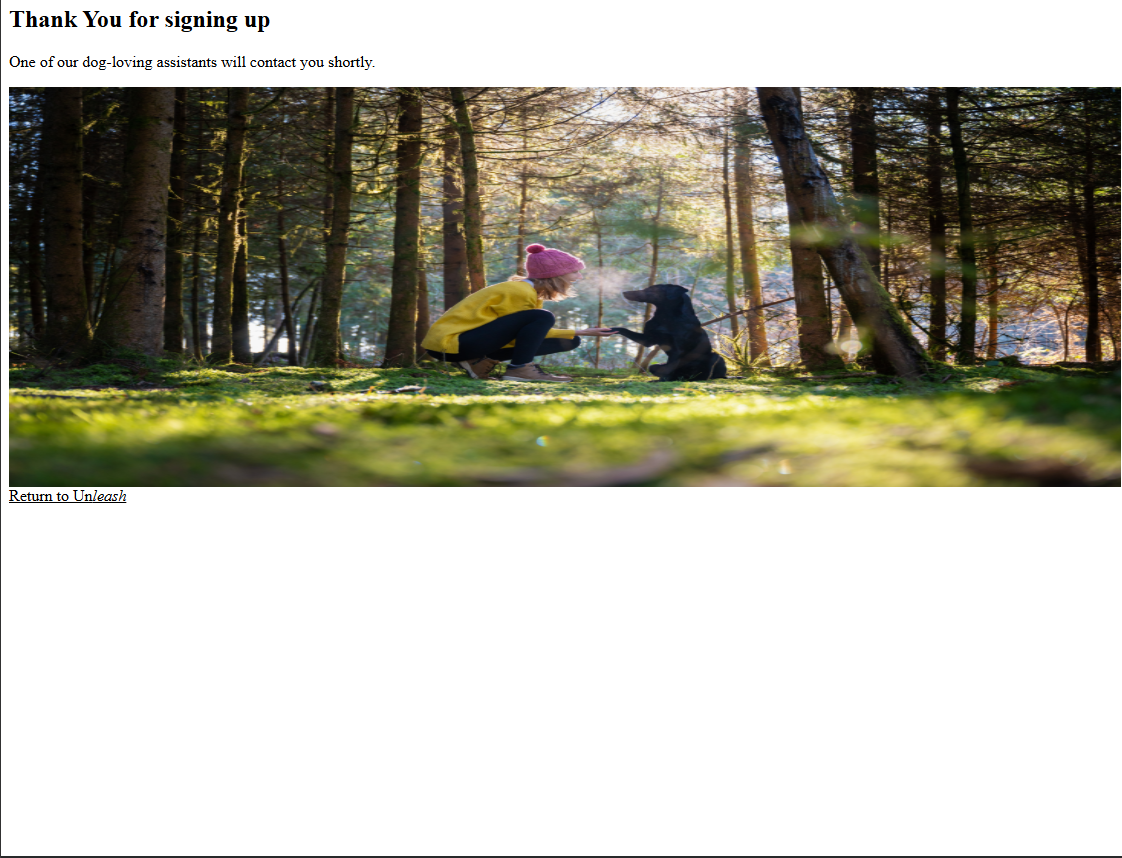 Thank You for signing up
One of our dog-loving assistants will contact you shortly.
Return to Unleash